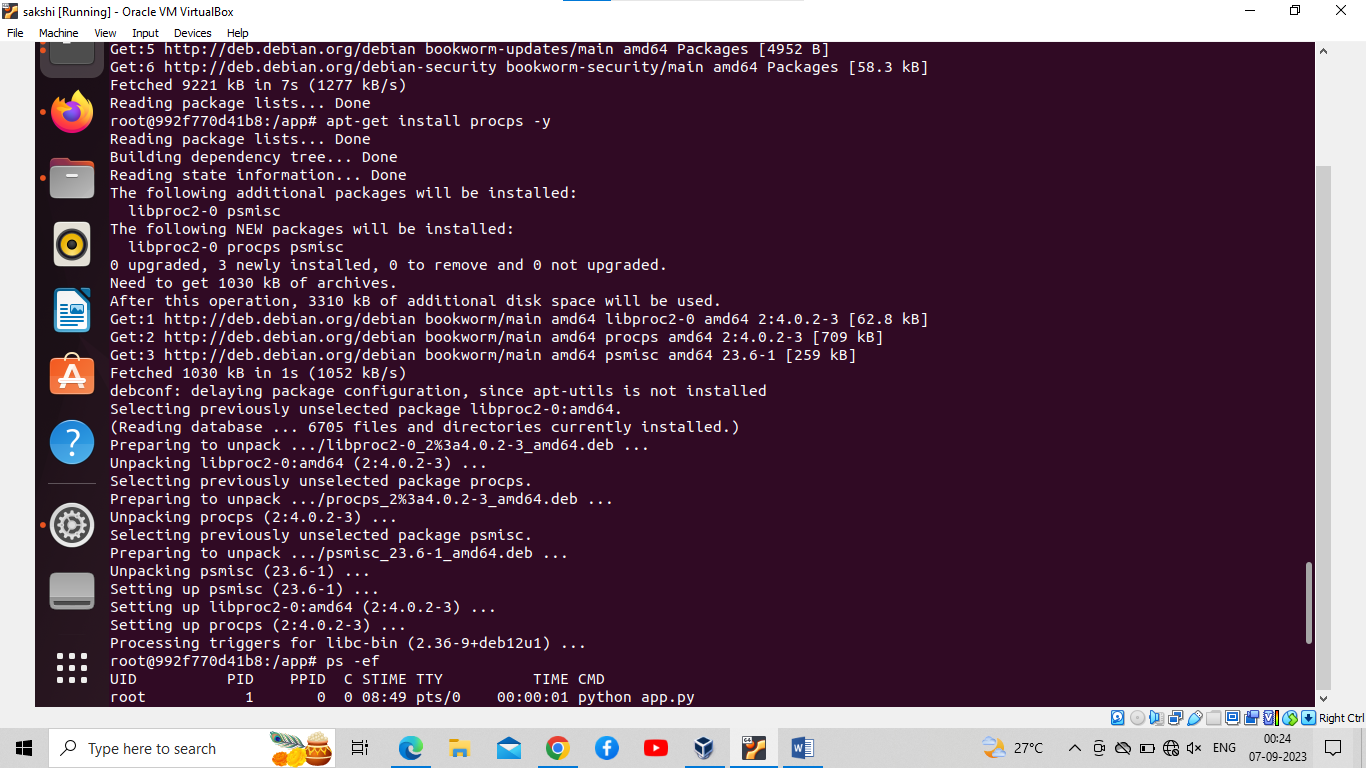 sakshi [Running] - Oracle VM VirtualBox
File Machine View Input Devices Help
Get:5 http://deb.debian.org/debian bookworm-updates/main amd64 Packages [4952 B]
Get:6 http://deb.debian.org/debian-security bookworm-security/main amd64 Packages [58.3 kB]
Fetched 9221 kB in 7s (1277 kB/s)
Reading package lists... Done
root@992f770d41b8:/app# apt-get install procps -y
Reading package lists... Done
Building dependency tree... Done
Reading state information... Done
The following additional packages will be installed:
  libproc2-0 psmisc
The following NEW packages will be installed:
  libproc2-0 procps psmisc
0 upgraded, 3 newly installed, 0 to remove and 0 not upgraded.
Need to get 1030 kB of archives.
After this operation, 3310 kB of additional disk space will be used.
Get:1 http://deb.debian.org/debian bookworm/main amd64 libproc2-0 amd64 2:4.0.2-3 [62.8 kB]
Get:2 http://deb.debian.org/debian bookworm/main amd64 procps amd64 2:4.0.2-3 [709 kB]
Get:3 http://deb.debian.org/debian bookworm/main amd64 psmisc amd64 23.6-1 [259 kB]
Fetched 1030 kB in 1s (1052 kB/s)
debconf: delaying package configuration, since apt-utils is not installed
Selecting previously unselected package libproc2-0:amd64.
(Reading database ... 6705 files and directories currently installed.)
Preparing to unpack .../libproc2-0_2%3a4.0.2-3_amd64.deb ...
Unpacking libproc2-0:amd64 (2:4.0.2-3) ...
Selecting previously unselected package procps.
Preparing to unpack .../procps_2%3a4.0.2-3_amd64.deb ...
Unpacking procps (2:4.0.2-3) ...
Selecting previously unselected package psmisc.
Preparing to unpack .../psmisc_23.6-1_amd64.deb ...
Unpacking psmisc (23.6-1) ...
Setting up psmisc (23.6-1) ...
Setting up libproc2-0:amd64 (2:4.0.2-3) ...
Setting up procps (2:4.0.2-3) ...
Processing triggers for libc-bin (2.36-9+deb12u1) ...
root@992f770d41b8:/app# ps -ef
UID          PID    PPID  C STIME TTY          TIME CMD
root           1       0  0 08:49 pts/0    00:00:01 python app.py
Right Ctrl
Type here to search
27°C
ENG
00:24
07-09-2023